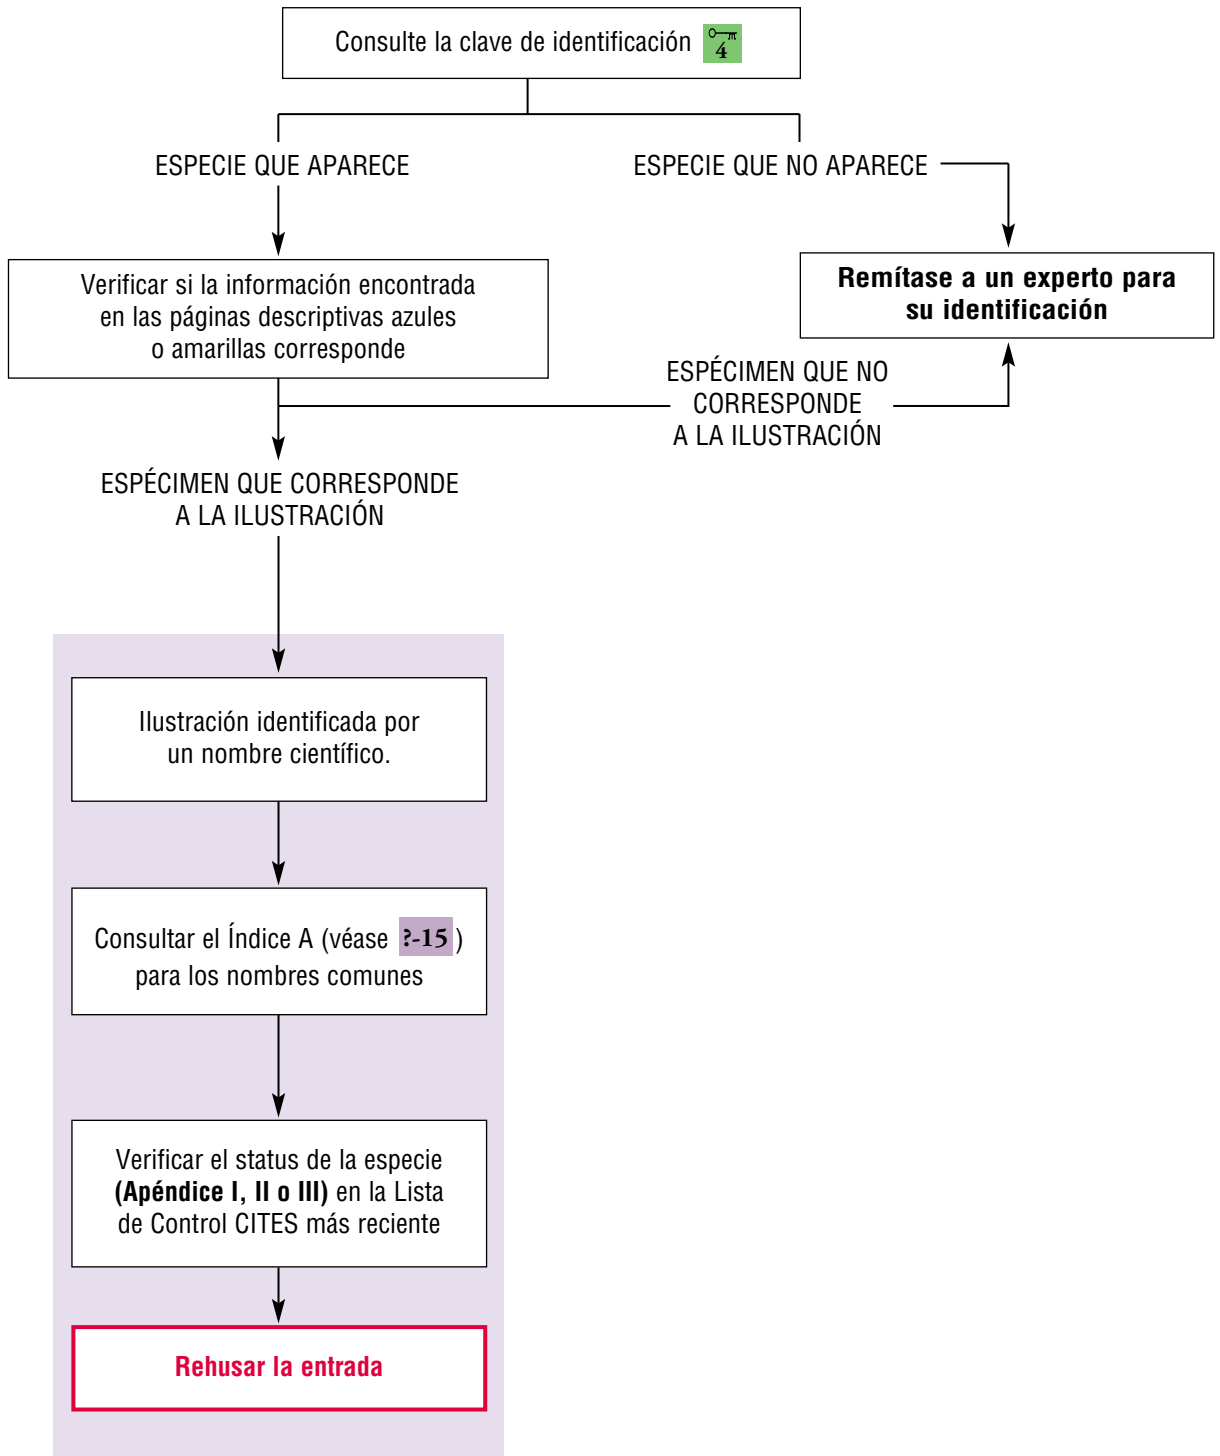 Consulte la clave de identificación 4
ESPECIE QUE APARECE
ESPECIE QUE NO APARECE
Verificar si la información encontrada
en las páginas descriptivas azules
o amarillas corresponde
Remítase a un experto para
su identificación
ESPÉCIMEN QUE NO
CORRESPONDE
A LA ILUSTRACIÓN
ESPÉCIMEN QUE CORRESPONDE
A LA ILUSTRACIÓN
Ilustración identificada por
un nombre científico.
Consultar el Índice A (véase ?-15)
para los nombres comunes
Verificar el status de la especie
(Apéndice I, II o III) en la Lista
de Control CITES más reciente
Rehusar la entrada